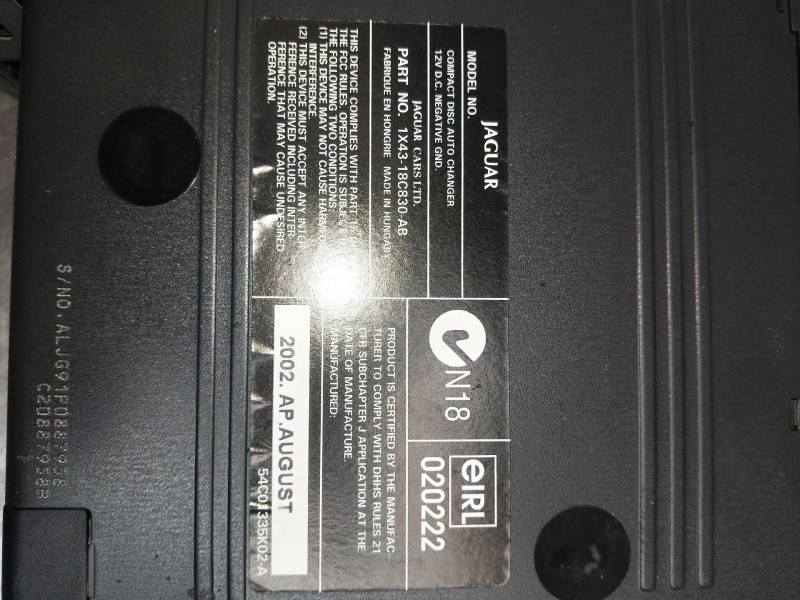 MODEL NO.
JAGUAR
COMPACT DISC AUTO CHANGER
12V D.C. NEGATIVE GND.
JAGUAR CARS LTD.
PART NO. 1X43-18C830-AB
FABRIQUE EN HONGRIE MADE IN HUNGARY
THIS DEVICE COMPLIES WITH PART
THE FCC RULES. OPERATION IS SUBJECT
THE FOLLOWING TWO CONDITIONS
(1) THIS DEVICE MAY NOT CAUSE HARMFUL
INTERFERENCE.
(2) THIS DEVICE MUST ACCEPT ANY INTER-
FERENCE RECEIVED INCLUDING INTER-
FERENCE THAT MAY CAUSE UNDESIRED
OPERATION.
N18
eIRL
020222
PRODUCT IS CERTIFIED BY THE MANUFAC-
TURER TO COMPLY WITH DHHS RULES 21
CFR SUBCHAPTER J APPLICATION AT THE
DATE OF MANUFACTURE.
MANUFACTURED:
2002. AP.AUGUST
54C01335K02-A
S/NO. ALJG91P0887958
C20887958B